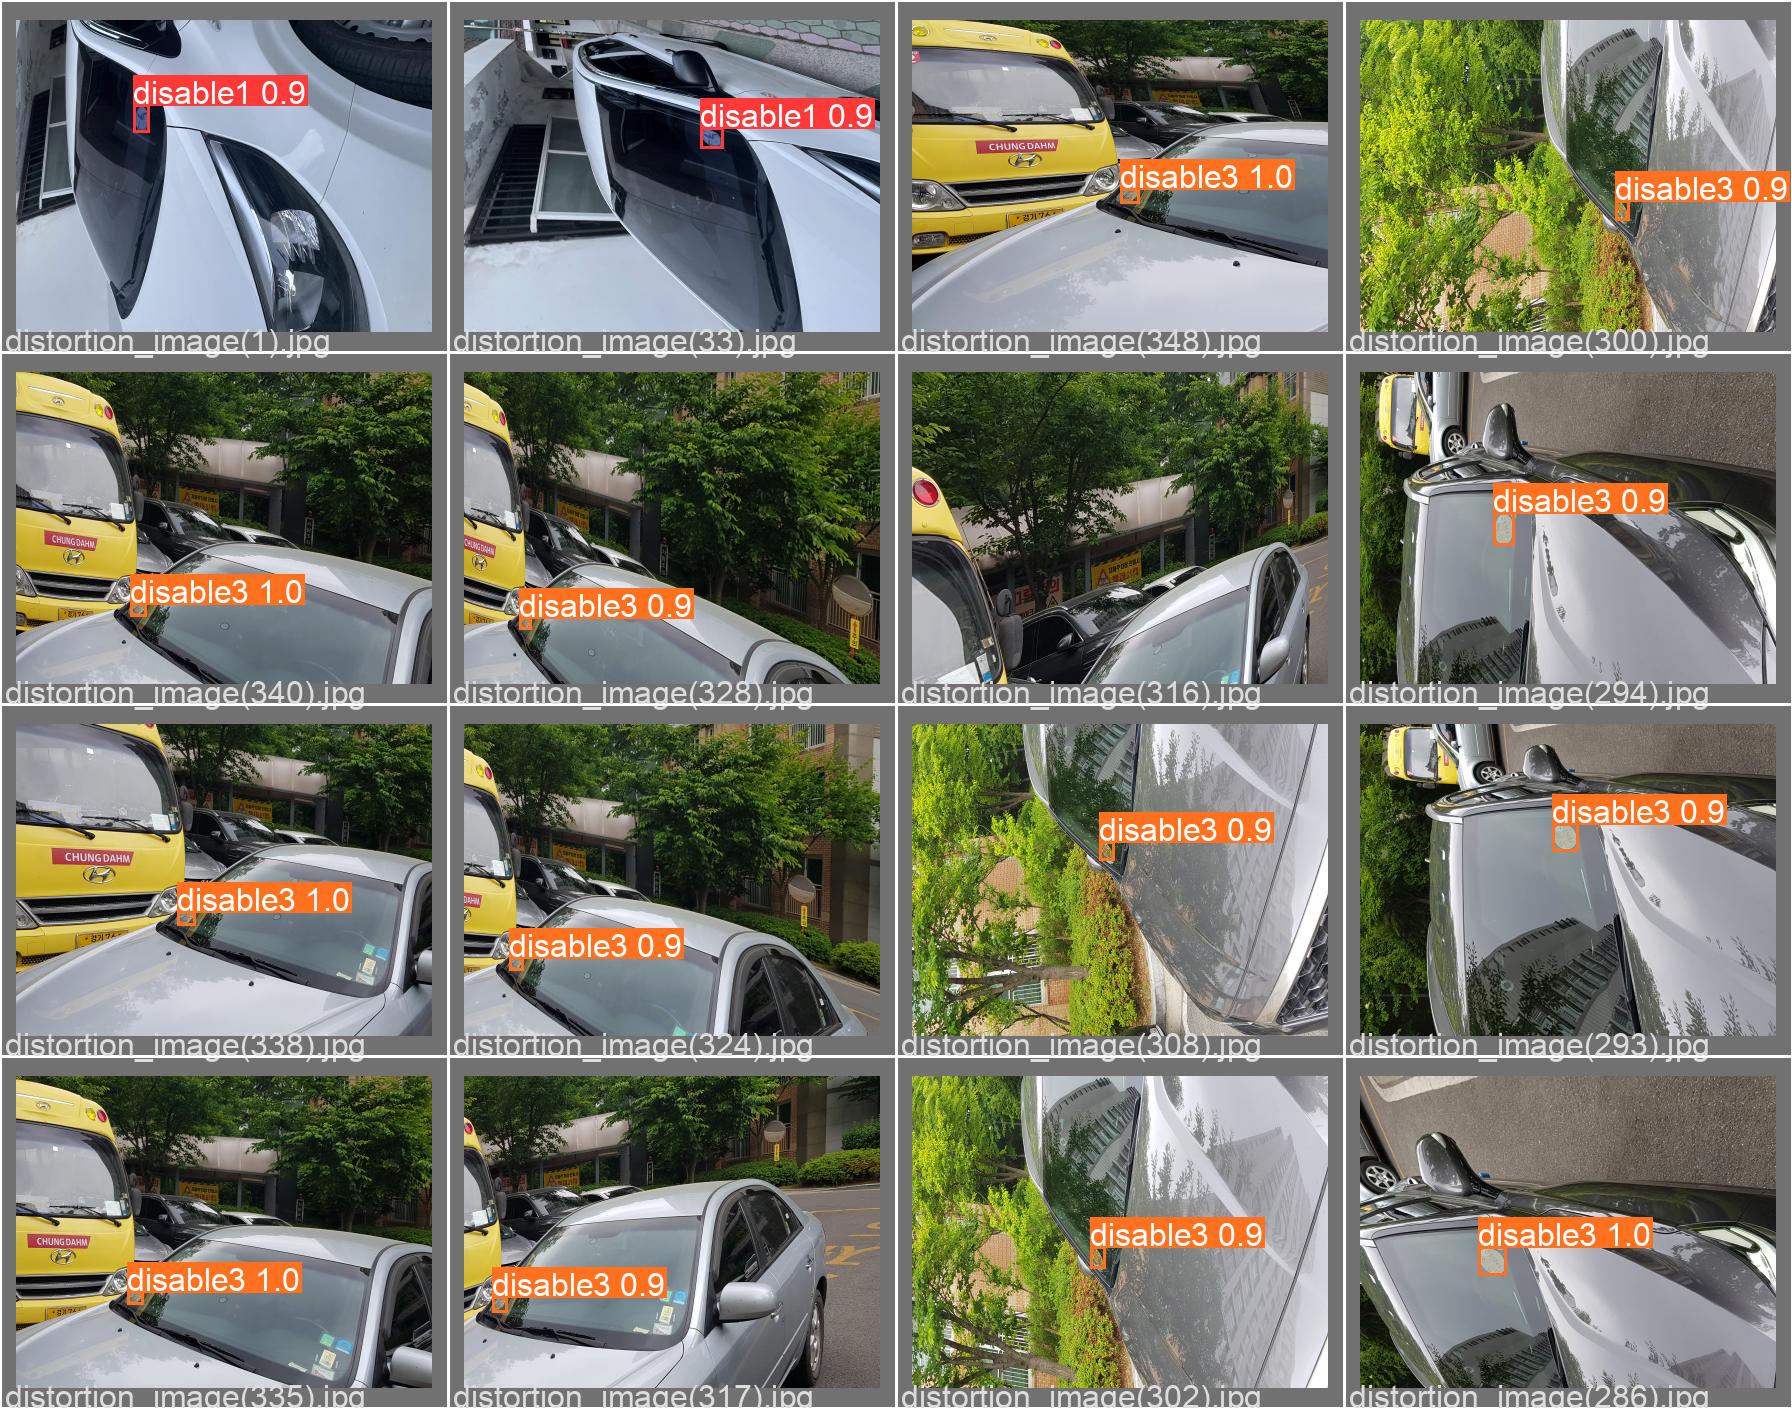 disable1 0.9
distortion_image(1).jpg
disable1 0.9
distortion_image(33).jpg
CHUNG DAHM
disable3 1.0
distortion_image(348).jpg
disable3 0.9
distortion_image(300).jpg
CHUNG DAHM
disable3 1.0
distortion_image(340).jpg
CHUNG DAHM
disable3 0.9
distortion_image(328).jpg
distortion_image(316).jpg
disable3 0.9
distortion_image(294).jpg
CHUNG DAHM
disable3 1.0
distortion_image(338).jpg
DAHM
disable3 0.9
distortion_image(324).jpg
disable3 0.9
distortion_image(308).jpg
disable3 0.9
distortion_image(293).jpg
CHUNG DAHM
disable3 1.0
distortion_image(335).jpg
disable3 0.9
distortion_image(317).jpg
disable3 0.9
distortion_image(302).jpg
disable3 1.0
distortion_image(286).jpg